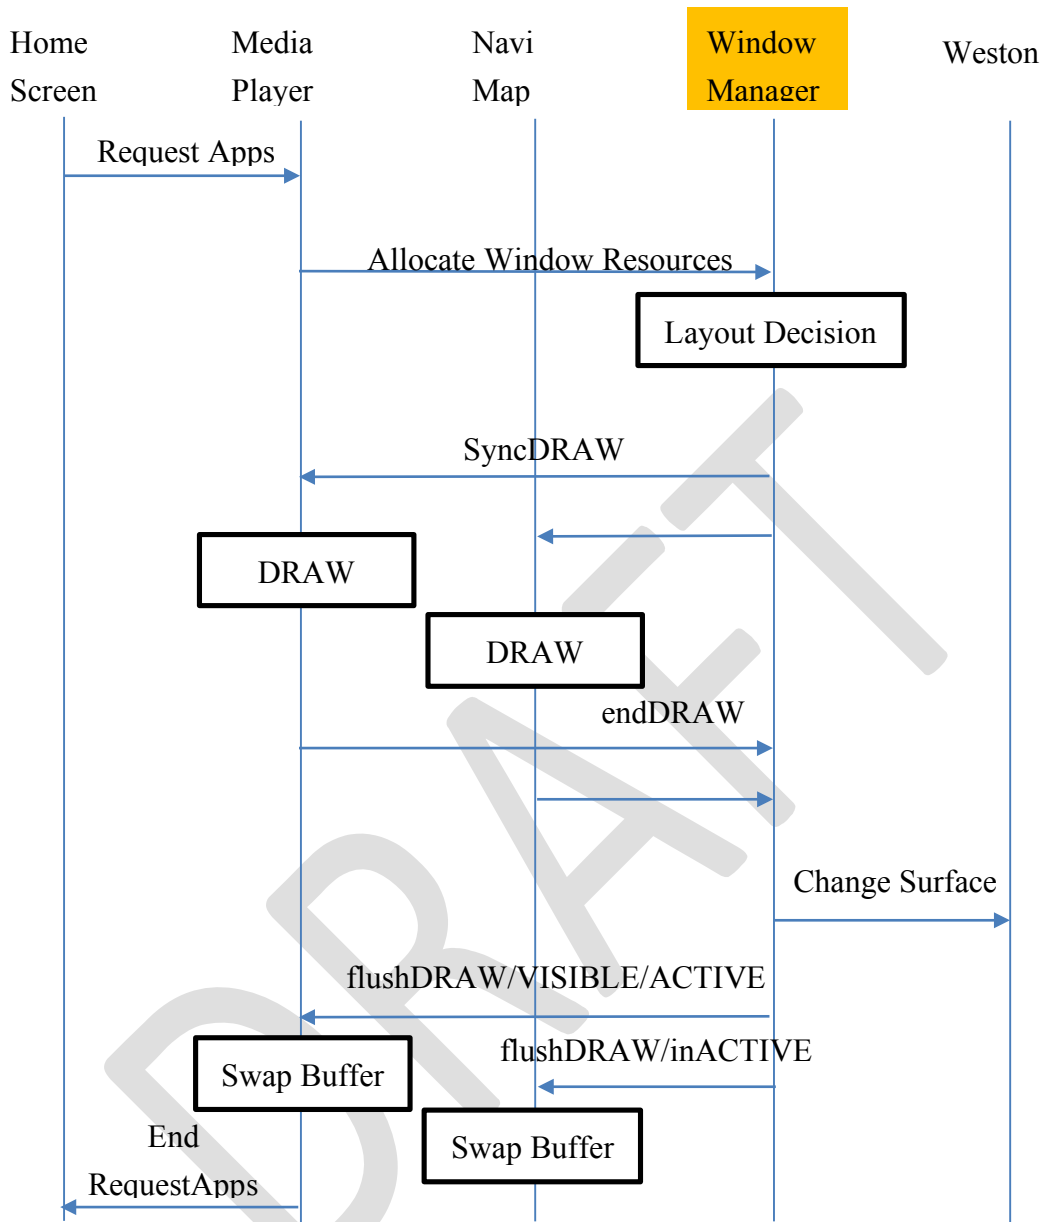 Home
Screen
Media
Player
Navi
Map
Window
Manager
Weston
Request Apps
Allocate Window Resources
Layout Decision
SyncDRAW
DRAW
DRAW
endDRAW
Change Surface
flushDRAW/VISIBLE/ACTIVE
flushDRAW/inACTIVE
Swap Buffer
End
RequestApps
Swap Buffer
DRAFT